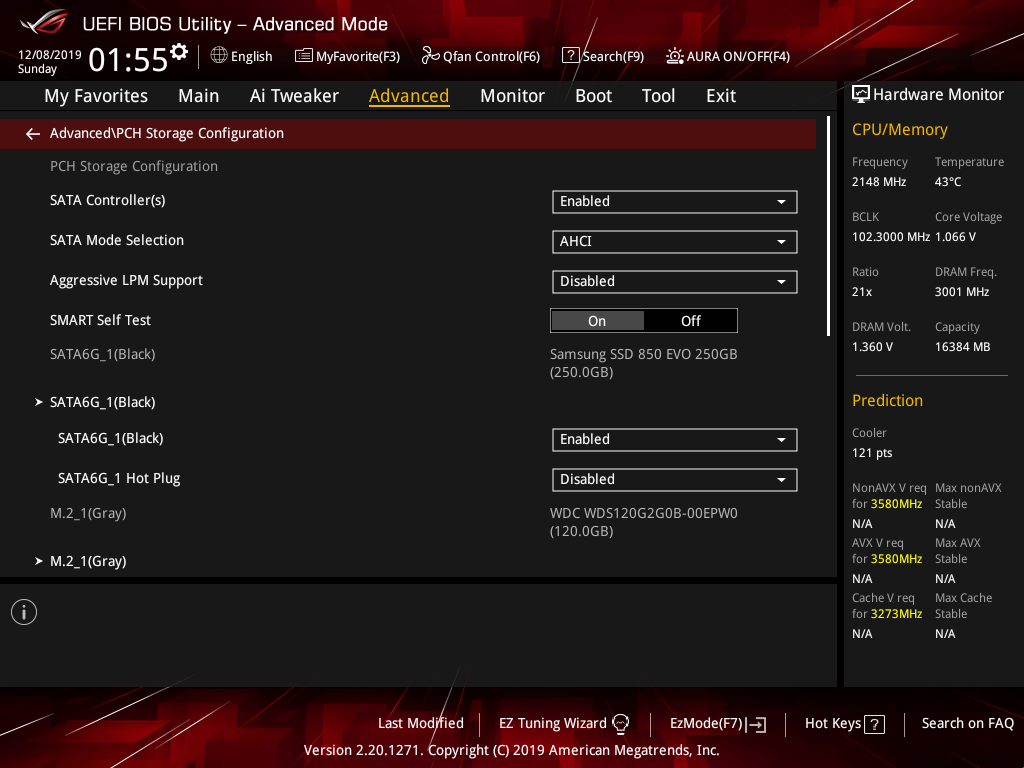 UEFI BIOS Utility – Advanced Mode
12/08/2019
Sunday
01:55
English
MyFavorite(F3)
Qfan Control(F6)
? Search(F9)
AURA ON/OFF(F4)
My Favorites Main Ai Tweaker Advanced Monitor Boot Tool Exit
Advanced\PCH Storage Configuration
PCH Storage Configuration
SATA Controller(s) Enabled
SATA Mode Selection AHCI
Aggressive LPM Support Disabled
SMART Self Test On Off
SATA6G_1(Black) Samsung SSD 850 EVO 250GB
(250.0GB)
SATA6G_1(Black)
SATA6G_1(Black) Enabled
SATA6G_1 Hot Plug Disabled
M.2_1(Gray) WDC WDS120G2G0B-00EPW0
(120.0GB)
M.2_1(Gray)
Hardware Monitor
CPU/Memory
Frequency Temperature
2148 MHz 43°C
BCLK Core Voltage
102.3000 MHz 1.066 V
Ratio DRAM Freq.
21x 3001 MHz
DRAM Volt. Capacity
1.360 V 16384 MB
Prediction
Cooler
121 pts
NonAVX V req Max nonAVX
for 3580MHz Stable
N/A N/A
AVX V req Max AVX
for 3580MHz Stable
N/A N/A
Cache V req Max Cache
for 3273MHz Stable
N/A N/A
Last Modified EZ Tuning Wizard EzMode(F7) Hot Keys ? Search on FAQ
Version 2.20.1271. Copyright (C) 2019 American Megatrends, Inc.